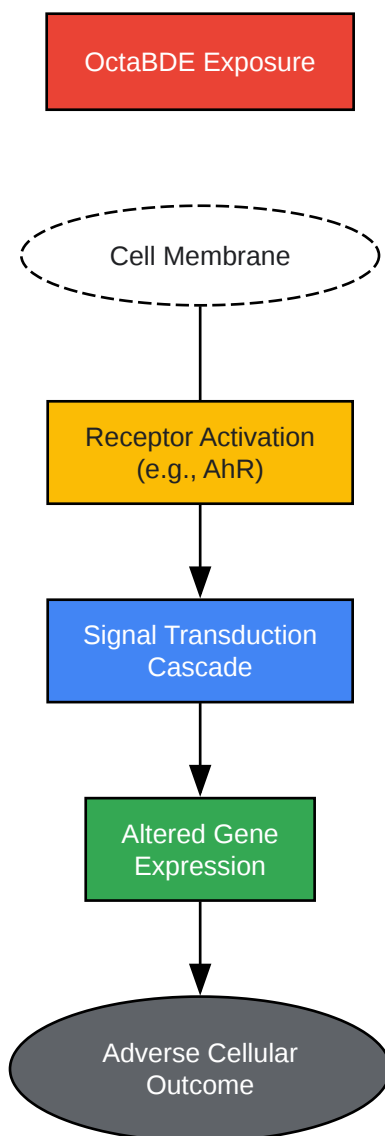 OctaBDE Exposure
Cell Membrane
Receptor Activation
(e.g., AhR)
Signal Transduction
Cascade
Altered Gene
Expression
Adverse Cellular
Outcome